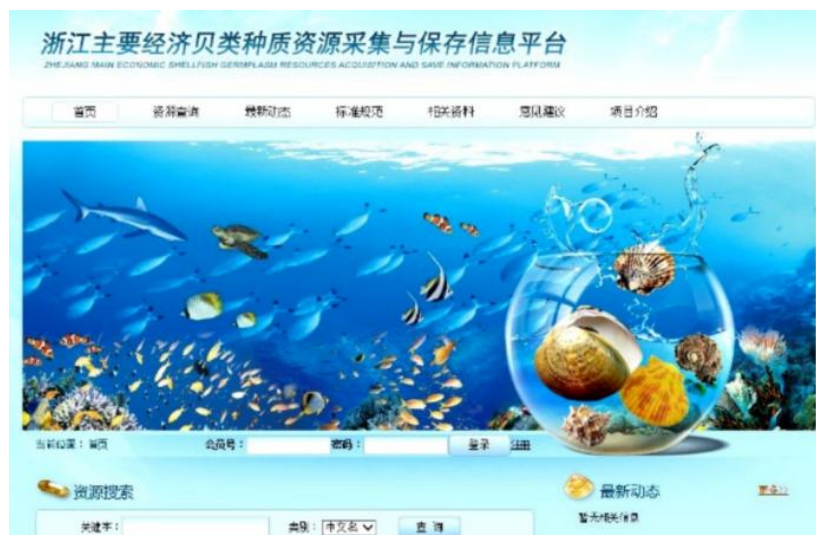 浙江主要经济贝类种质资源采集与保存信息平台
ZHEJIANG MAIN ECONOMIC SHELLFISH GERMPLASM RESOURCES ACQUISITION AND SAVE INFORMATION PLATFORM
首页 资源查询 最新动态 标准规范 相关资料 意见建议 项目介绍
当前位置：首页 会员号： 密码： 登录 注册
资源搜索 最新动态 更多>>
关键字： 类别：中文名 查 询 暂无相关信息